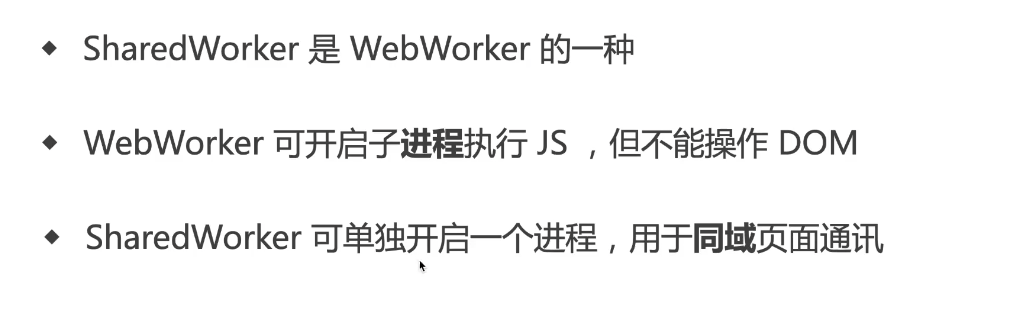 ◆ SharedWorker 是 WebWorker 的一种
◆ WebWorker 可开启子进程执行 JS ，但不能操作 DOM
◆ SharedWorker 可单独开启一个进程，用于同域页面通讯